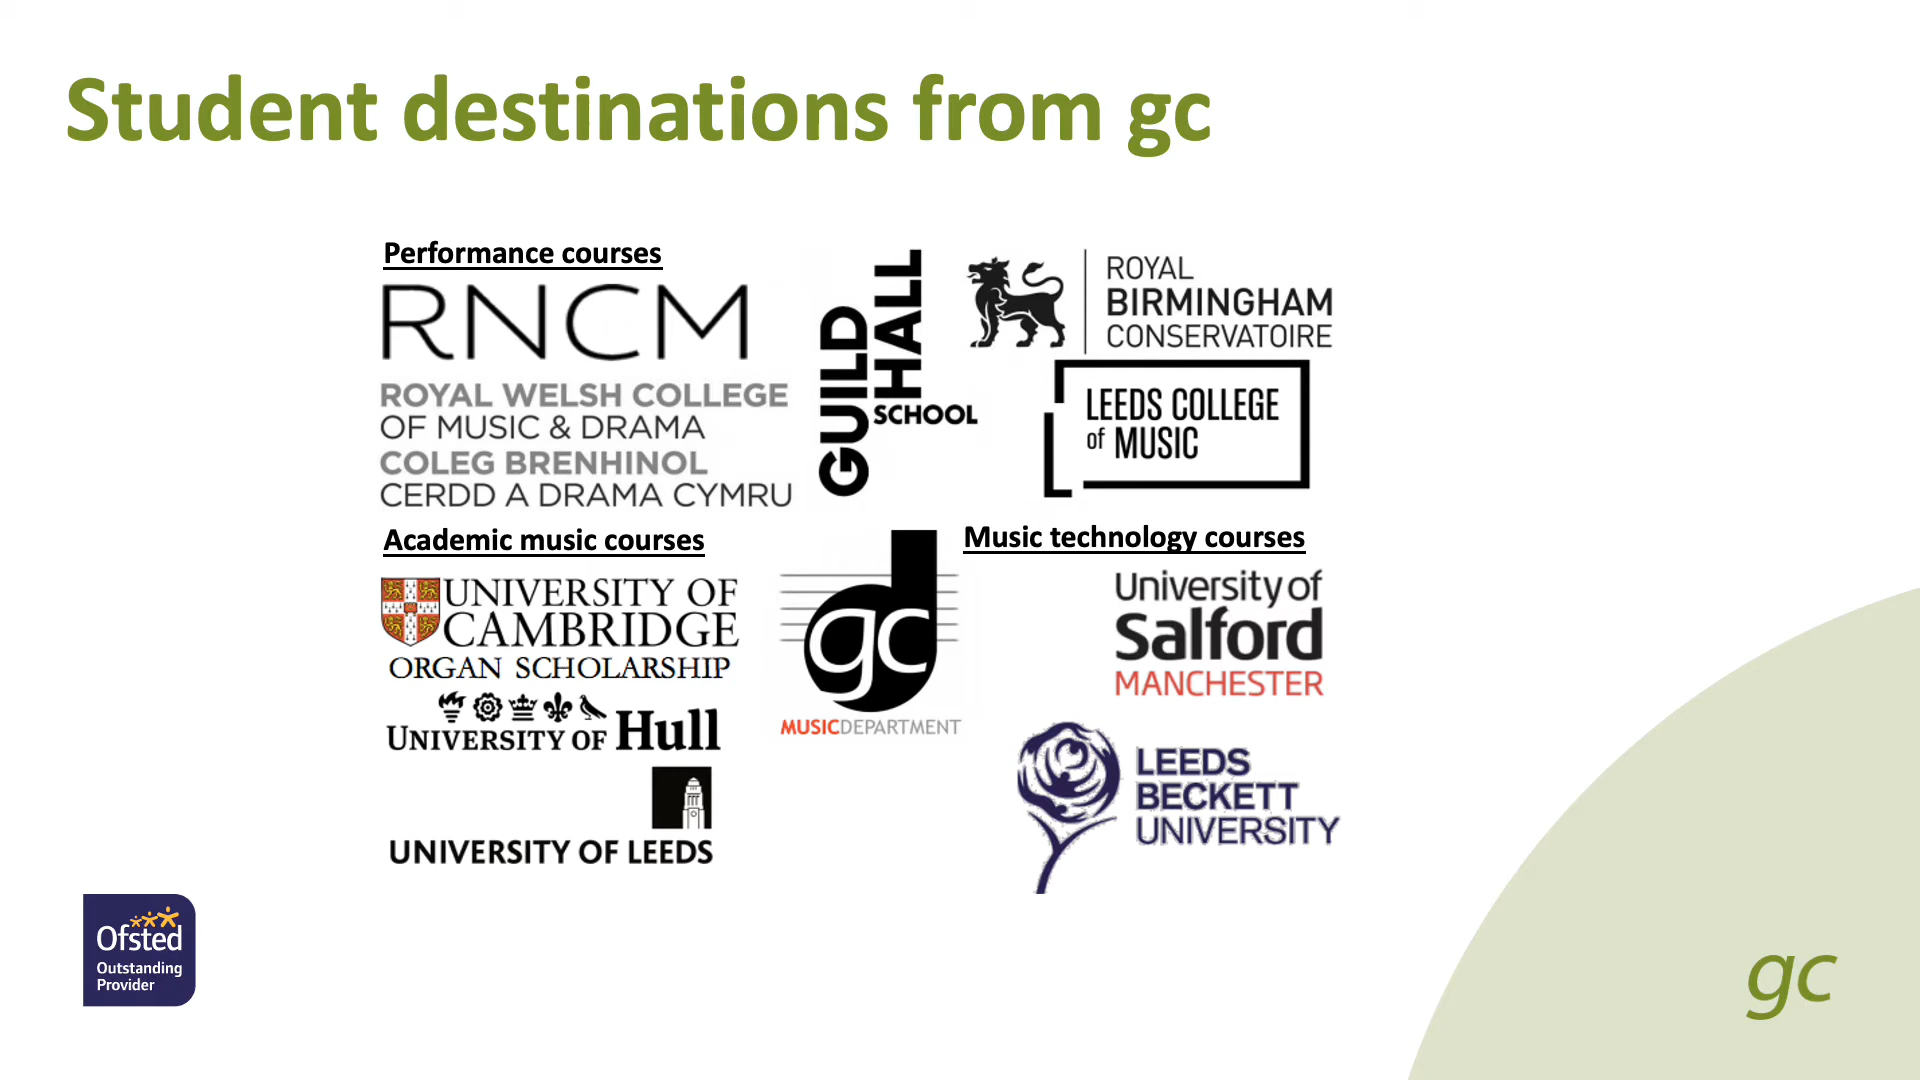 Student destinations from gc
Performance courses
RNCM
ROYAL WELSH COLLEGE
OF MUSIC & DRAMA
COLEG BRENHINOL
CERDD A DRAMA CYMRU
GUILD
HALL
SCHOOL
ROYAL
BIRMINGHAM
CONSERVATOIRE
LEEDS COLLEGE
of MUSIC
Academic music courses
UNIVERSITY OF
CAMBRIDGE
ORGAN SCHOLARSHIP
UNIVERSITY OF Hull
UNIVERSITY OF LEEDS
gc
MUSICDEPARTMENT
Music technology courses
University of
Salford
MANCHESTER
LEEDS
BECKETT
UNIVERSITY
Ofsted
Outstanding
Provider
gc